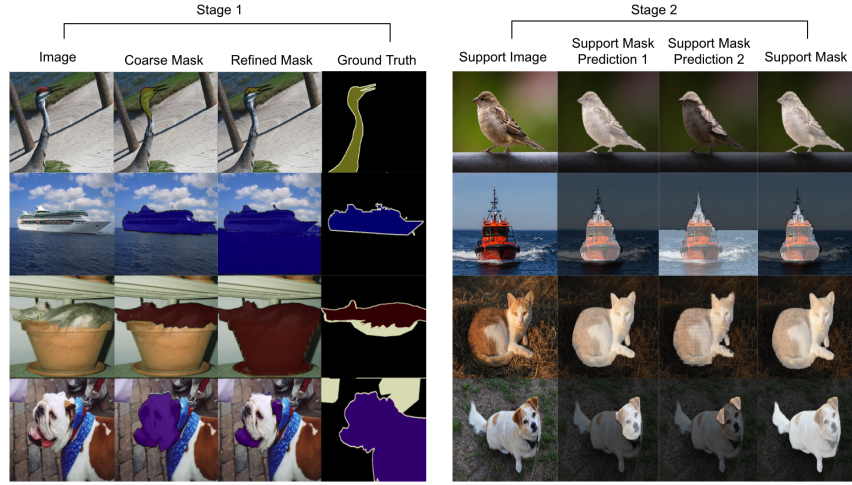 Stage 1
Stage 2
Image
Coarse Mask
Refined Mask
Ground Truth
Support Image
Support Mask
Prediction 1
Support Mask
Prediction 2
Support Mask